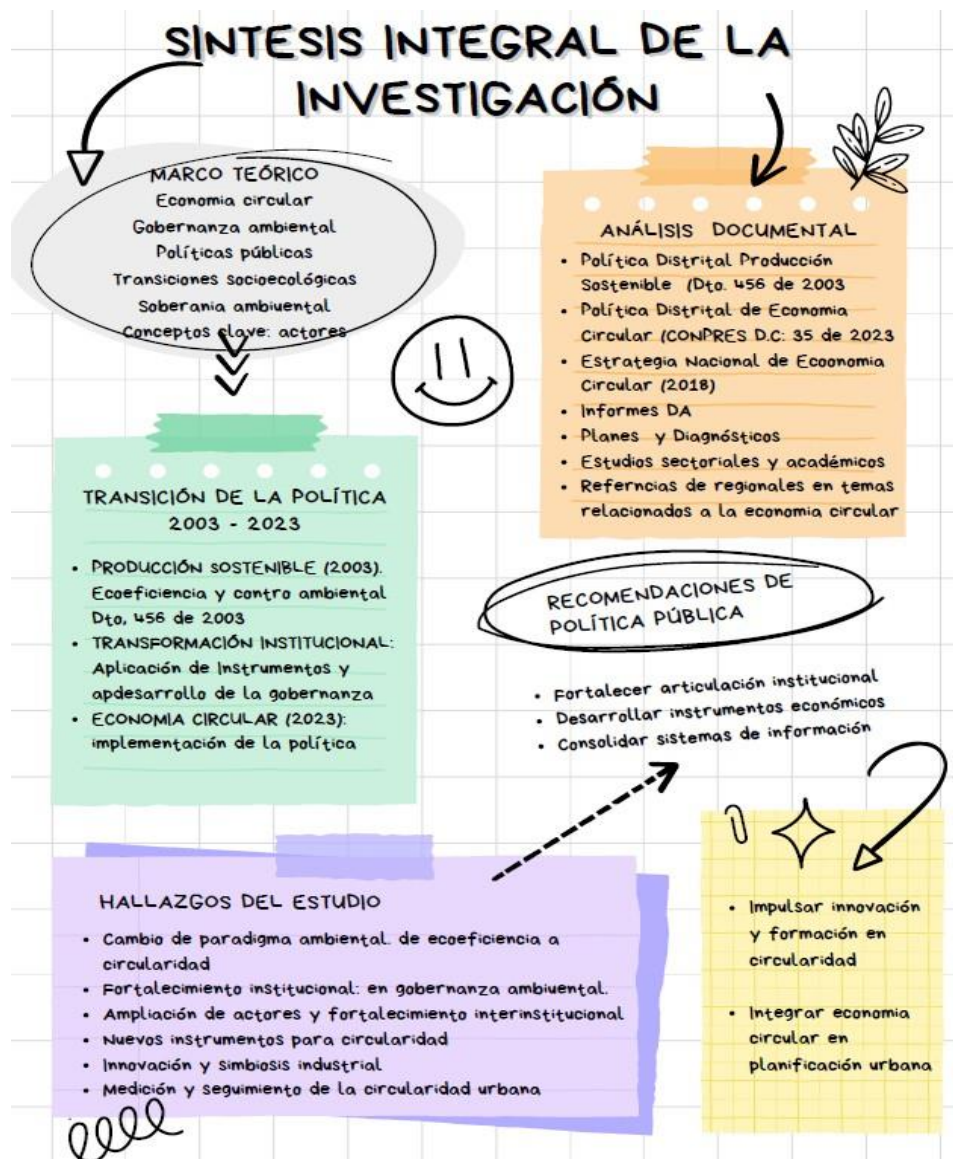 SINTESIS INTEGRAL DE LA
INVESTIGACIÓN
MARCO TEÓRICO
Economia circular
Gobernanza ambiental
Políticas públicas
Transiciones socioecológicas
Soberania ambiuental
Conceptos clave: actores
ANÁLISIS DOCUMENTAL
• Política Distrital Producción
Sostenible (Dto. 456 de 2003
• Política Distrital de Economia
Circular (CONPRES D.C: 35 de 2023
• Estrategia Nacional de Ecoonomia
Circular (2018)
• Informes DA
• Planes y Diagnósticos
• Estudios sectoriales y académicos
• Referncias de regionales en temas
relacionados a la economia circular
TRANSICIÓN DE LA POLÍTICA
2003 - 2023
• PRODUCCIÓN SOSTENIBLE (2003).
Ecoeficiencia y contro ambiental
Dto, 456 de 2003
• TRANSFORMACIÓN INSTITUCIONAL:
Aplicación de Instrumentos y
apdesarrollo de la gobernanza
• ECONOMIA CIRCULAR (2023):
implementación de la política
RECOMENDACIONES DE
POLÍTICA PÚBLICA
• Fortalecer articulación institucional
• Desarrollar instrumentos económicos
• Consolidar sistemas de información
HALLAZGOS DEL ESTUDIO
• Cambio de paradigma ambiental. de ecoeficiencia a
circularidad
• Fortalecimiento institucional: en gobernanza ambiuental.
• Ampliación de actores y fortalecimiento interinstitucional
• Nuevos instrumentos para circularidad
• Innovación y simbiosis industrial
• Medición y seguimiento de la circularidad urbana
• Impulsar innovación
y formación en
circularidad
• Integrar economia
circular en
planificación urbana